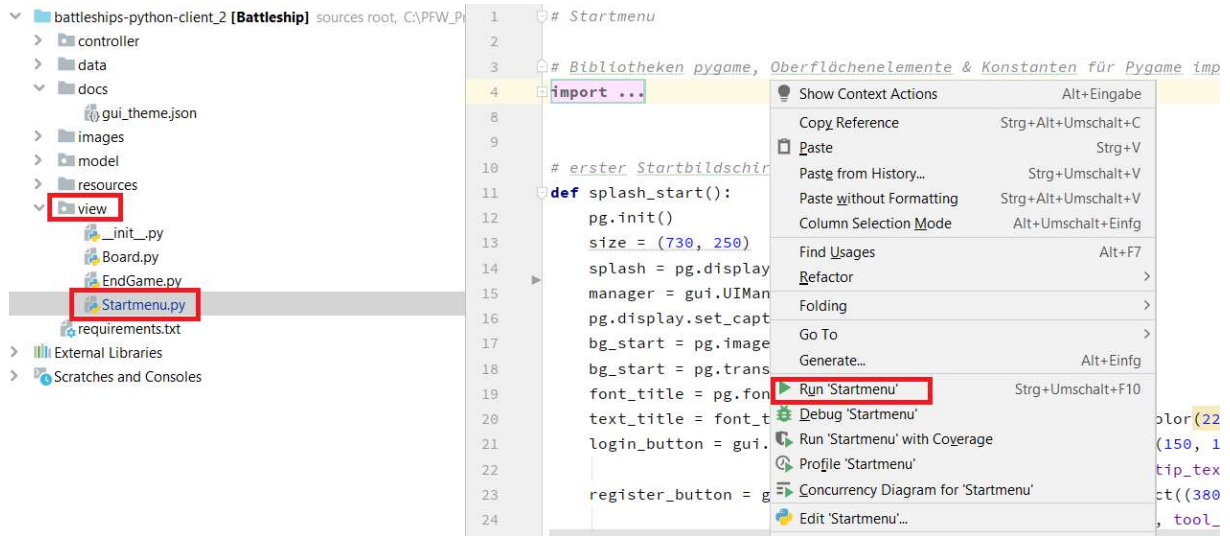 battleships-python-client_2 [Battleship] sources root, C:\PFW_P
controller
data
docs
gui_theme.json
images
model
resources
view
__init__.py
Board.py
EndGame.py
Startmenu.py
requirements.txt
External Libraries
Scratches and Consoles
1 # Startmenu
2
3 # Bibliotheken pygame, Oberflächenelemente & Konstanten für Pygame imp
4 import ...
8
9
10 # erster Startbildschir
11 def splash_start():
12 pg.init()
13 size = (730, 250)
14 splash = pg.display
15 manager = gui.UIMan
16 pg.display.set_capt
17 bg_start = pg.image
18 bg_start = pg.trans
19 font_title = pg.fon
20 text_title = font_t olor(22
21 login_button = gui. (150, 1
22 tip_tex
23 register_button = g ct((380
24 , tool_
Show Context Actions Alt+Eingabe
Copy Reference Strg+Alt+Umschalt+C
Paste Strg+V
Paste from History... Strg+Umschalt+V
Paste without Formatting Strg+Alt+Umschalt+V
Column Selection Mode Alt+Umschalt+Einfg
Find Usages Alt+F7
Refactor
Folding
Go To
Generate... Alt+Einfg
Run 'Startmenu' Strg+Umschalt+F10
Debug 'Startmenu'
Run 'Startmenu' with Coverage
Profile 'Startmenu'
Concurrency Diagram for 'Startmenu'
Edit 'Startmenu'...